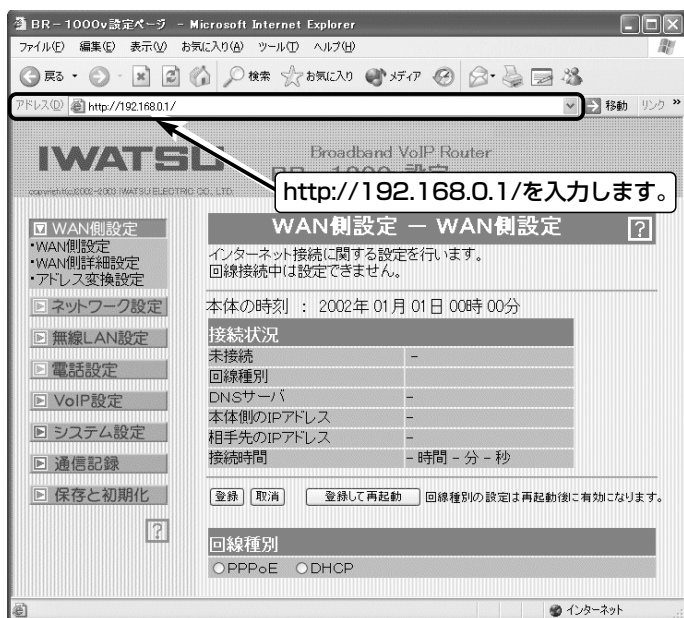 BR-1000v設定ページ - Microsoft Internet Explorer
ファイル(F) 編集(E) 表示(V) お気に入り(A) ツール(T) ヘルプ(H)
戻る 検索 お気に入り メディア
アドレス(D) http://192.168.0.1/ 移動 リンク »
IWATSU
Broadband VoIP Router
http://192.168.0.1/を入力します。
WAN側設定
・WAN側設定
・WAN側詳細設定
・アドレス変換設定
ネットワーク設定
無線LAN設定
電話設定
VoIP設定
システム設定
通信記録
保存と初期化
?
WAN側設定 － WAN側設定 ?
インターネット接続に関する設定を行います。
回線接続中は設定できません。
本体の時刻 : 2002年 01月 01日 00時 00分
接続状況
未接続 -
回線種別
DNSサーバ -
本体側のIPアドレス -
相手先のIPアドレス -
接続時間 - 時間 - 分 - 秒
登録 取消 登録して再起動 回線種別の設定は再起動後に有効になります。
回線種別
○PPPoE ○DHCP
インターネット